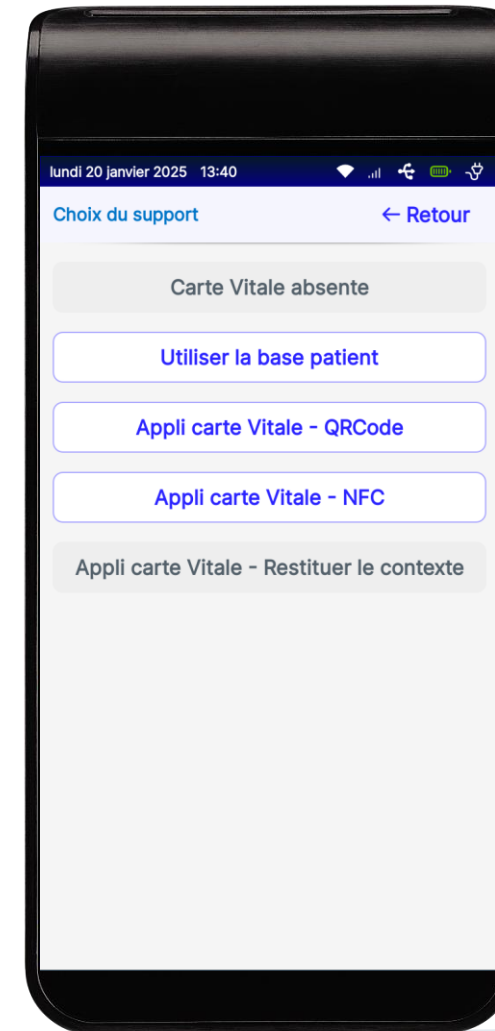 lundi 20 janvier 2025 13:40
Choix du support ← Retour
Carte Vitale absente
Utiliser la base patient
Appli carte Vitale - QRCode
Appli carte Vitale - NFC
Appli carte Vitale - Restituer le contexte